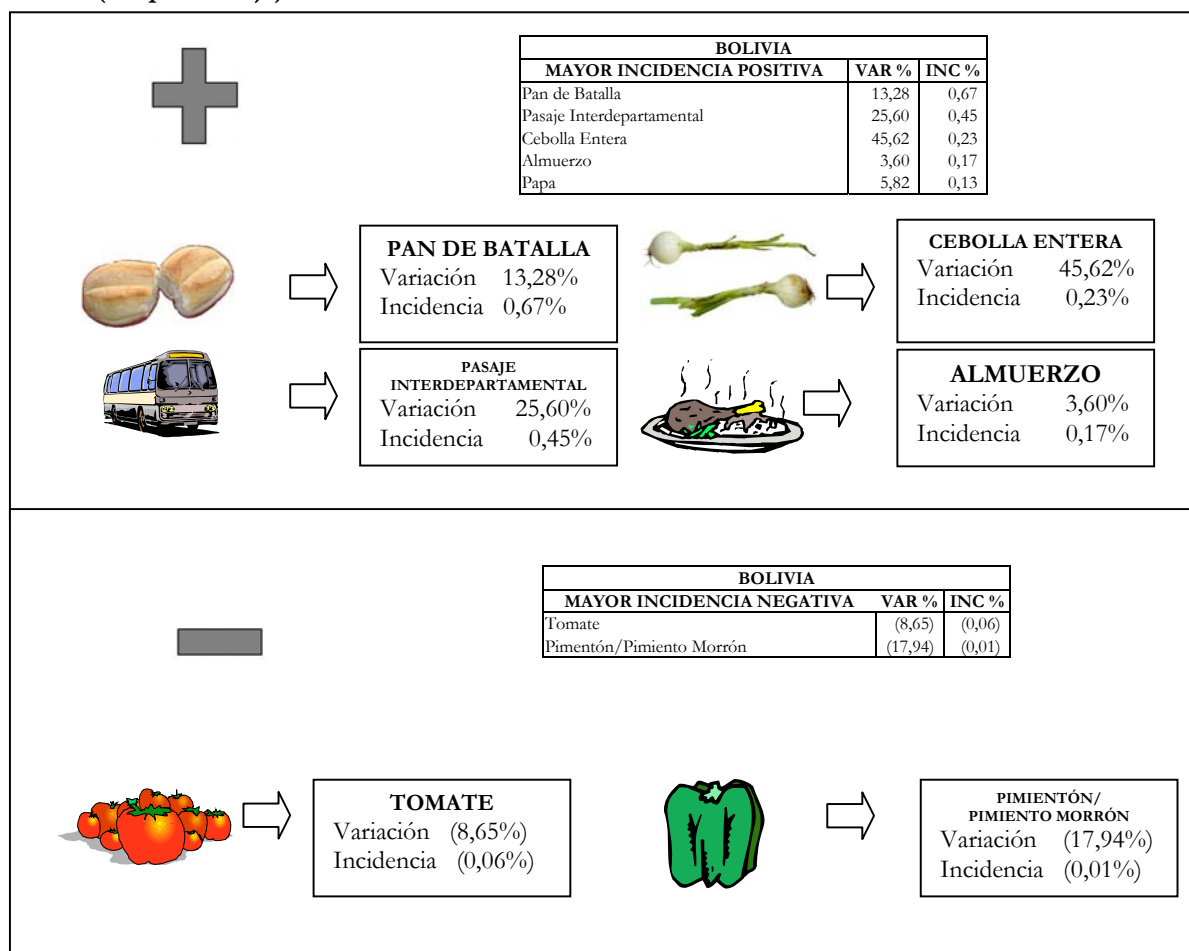 BOLIVIA
MAYOR INCIDENCIA POSITIVA VAR % INC %
Pan de Batalla 13,28 0,67
Pasaje Interdepartamental 25,60 0,45
Cebolla Entera 45,62 0,23
Almuerzo 3,60 0,17
Papa 5,82 0,13
PAN DE BATALLA
Variación 13,28%
Incidencia 0,67%
CEBOLLA ENTERA
Variación 45,62%
Incidencia 0,23%
PASAJE
INTERDEPARTAMENTAL
Variación 25,60%
Incidencia 0,45%
ALMUERZO
Variación 3,60%
Incidencia 0,17%
BOLIVIA
MAYOR INCIDENCIA NEGATIVA VAR % INC %
Tomate (8,65) (0,06)
Pimentón/Pimiento Morrón (17,94) (0,01)
TOMATE
Variación (8,65%)
Incidencia (0,06%)
PIMIENTÓN/
PIMIENTO MORRÓN
Variación (17,94%)
Incidencia (0,01%)